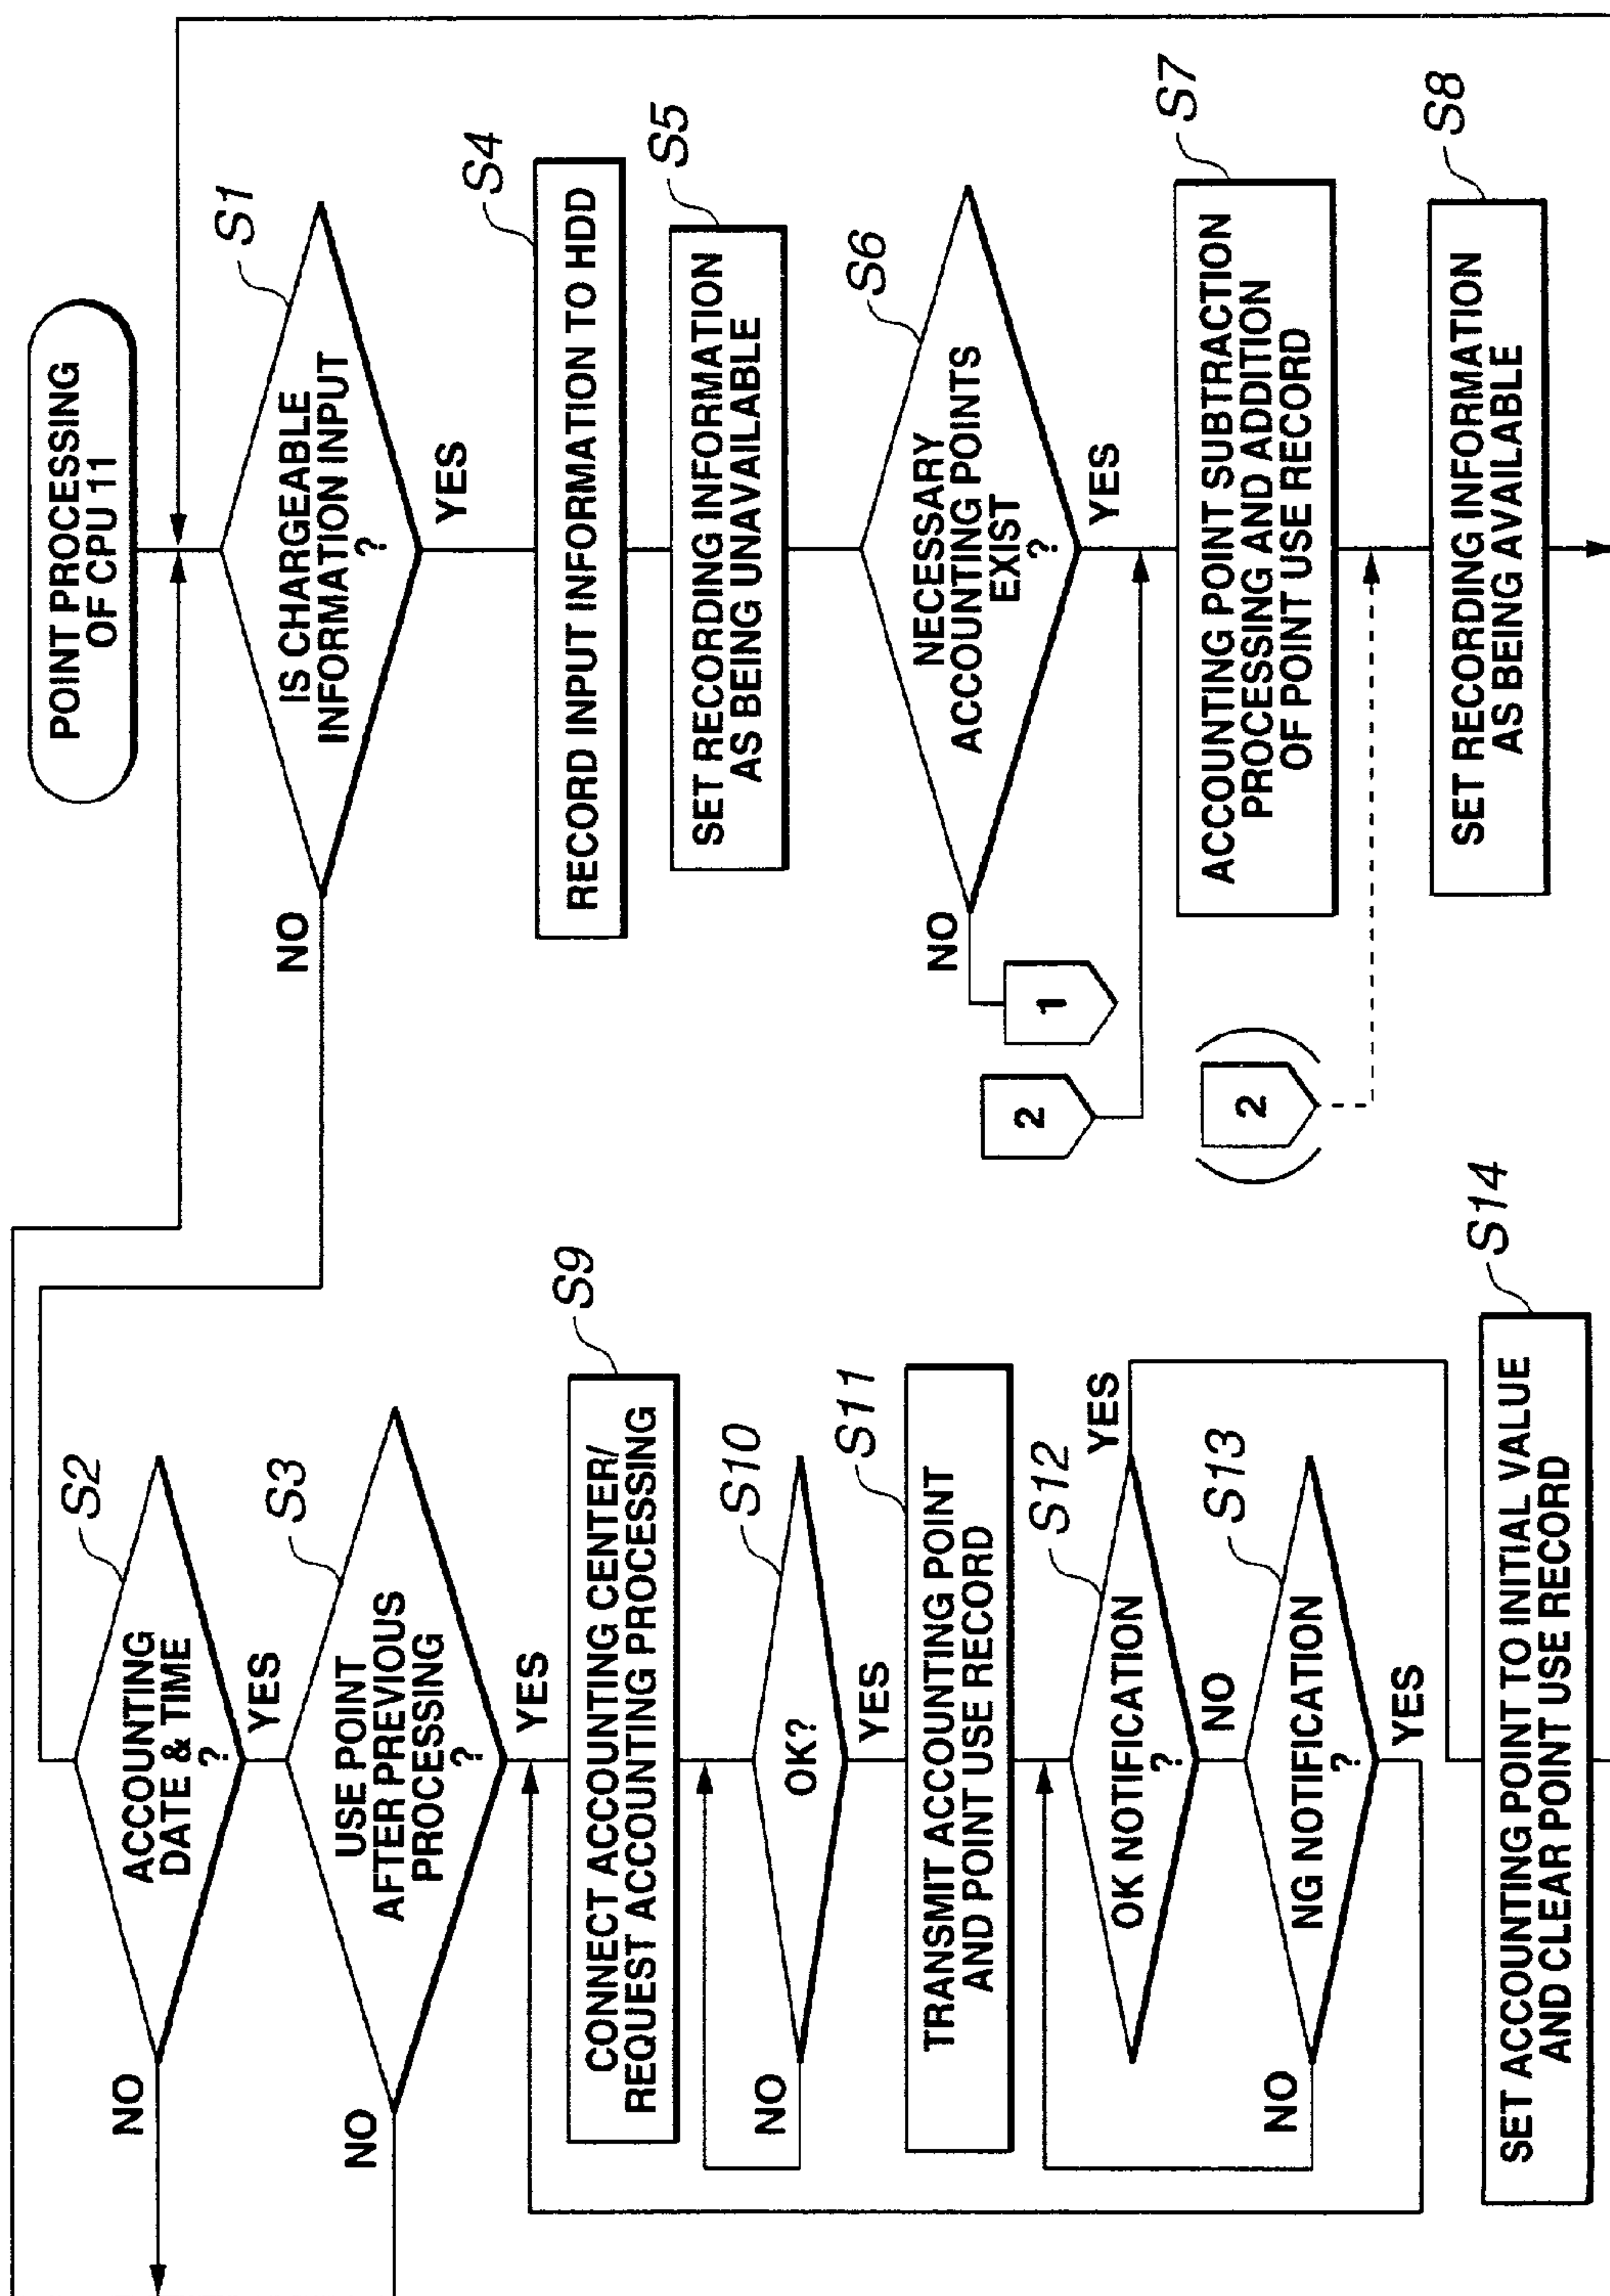 POINT PROCESSING
OF CPU 11
IS CHARGEABLE
INFORMATION INPUT
?
S1
NO
YES
RECORD INPUT INFORMATION TO HDD
S4
SET RECORDING INFORMATION
AS BEING UNAVAILABLE
S5
NECESSARY
ACCOUNTING POINTS
EXIST
?
S6
NO
YES
1
2
ACCOUNTING POINT SUBTRACTION
PROCESSING AND ADDITION
OF POINT USE RECORD
S7
( 2 )
SET RECORDING INFORMATION
AS BEING AVAILABLE
S8
ACCOUNTING
DATE & TIME
?
S2
NO
YES
USE POINT
AFTER PREVIOUS
PROCESSING
?
S3
NO
YES
CONNECT ACCOUNTING CENTER/
REQUEST ACCOUNTING PROCESSING
S9
OK?
S10
NO
YES
TRANSMIT ACCOUNTING POINT
AND POINT USE RECORD
S11
OK NOTIFICATION
?
S12
YES
NO
NG NOTIFICATION
?
S13
NO
YES
SET ACCOUNTING POINT TO INITIAL VALUE
AND CLEAR POINT USE RECORD
S14